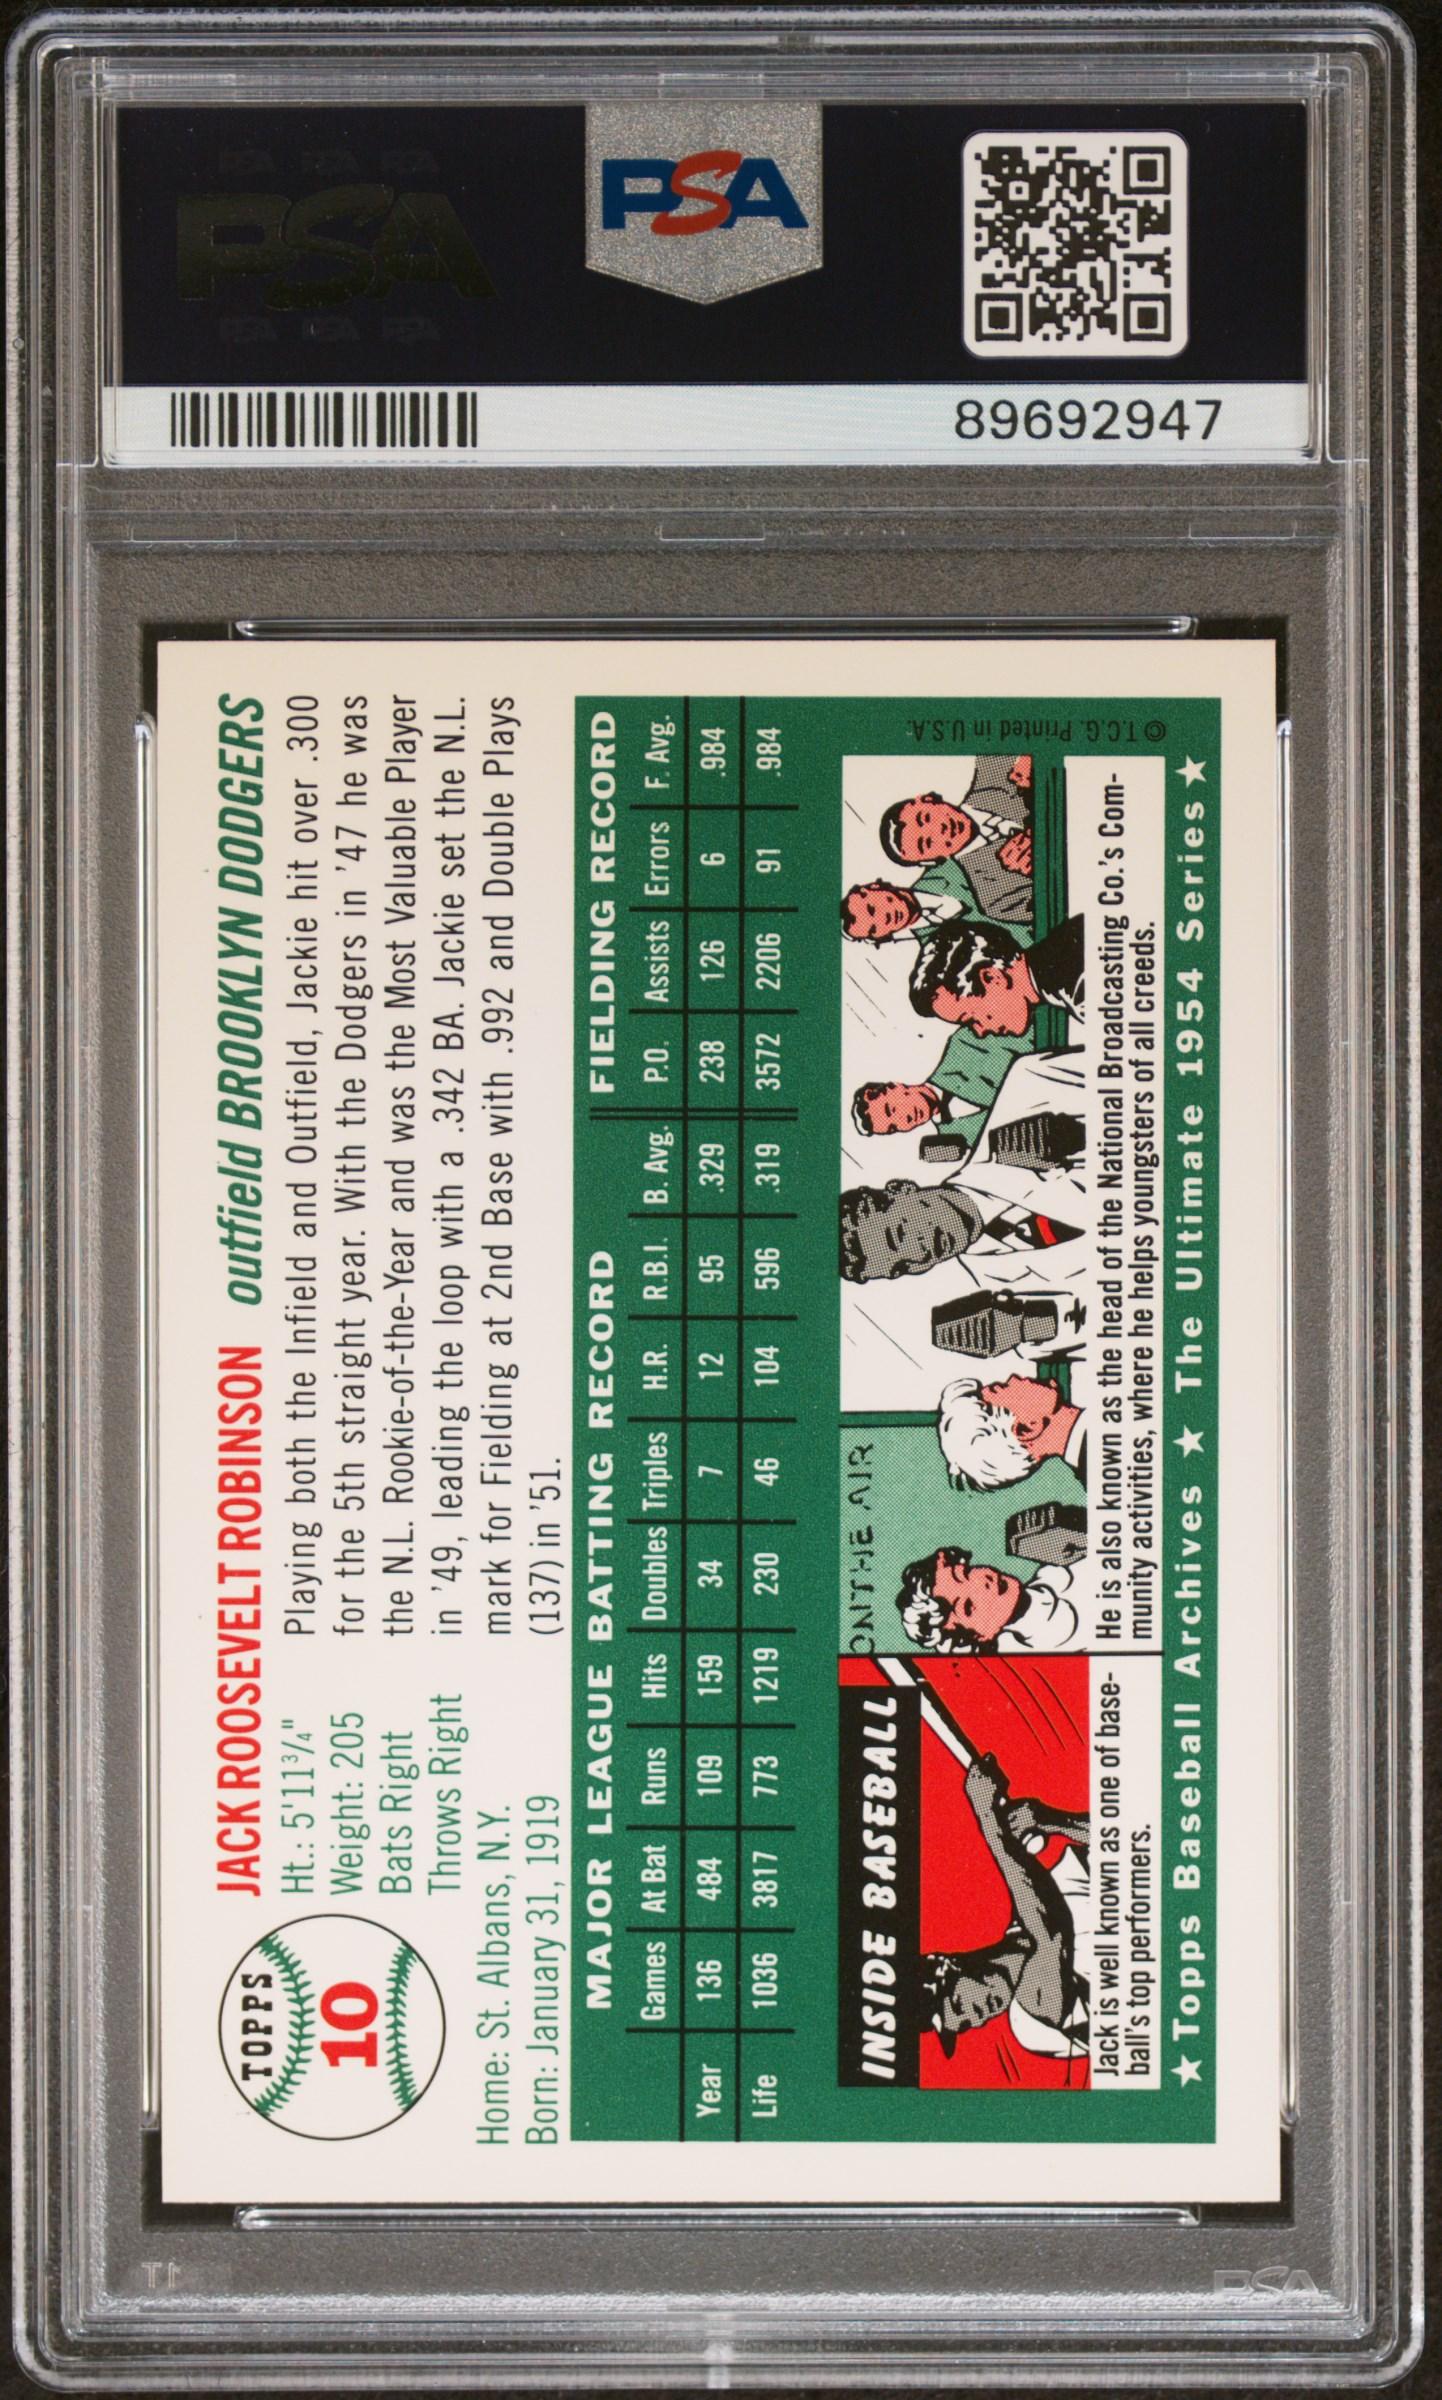 PSA
PSA PSA PSA
PSA
PSA PSA PSA
89692947
TOPPS
10
JACK ROOSEVELT ROBINSON outfield BROOKLYN DODGERS
Ht.: 5'11¾"
Weight: 205
Bats Right
Throws Right
Home: St. Albans, N.Y.
Born: January 31, 1919
Playing both the Infield and Outfield, Jackie hit over .300
for the 5th straight year. With the Dodgers in '47 he was
the N.L. Rookie-of-the-Year and was the Most Valuable Player
in '49, leading the loop with a .342 BA. Jackie set the N.L.
mark for Fielding at 2nd Base with .992 and Double Plays
(137) in '51.
MAJOR LEAGUE BATTING RECORD FIELDING RECORD
Games At Bat Runs Hits Doubles Triples H.R. R.B.I. B. Avg. P.O. Assists Errors F. Avg.
Year 136 484 109 159 34 7 12 95 .329 238 126 6 .984
Life 1036 3817 773 1219 230 46 104 596 .319 3572 2206 91 .984
INSIDE BASEBALL
ON THE AIR
Jack is well known as one of base-
ball's top performers.
He is also known as the head of the National Broadcasting Co.'s Com-
munity activities, where he helps youngsters of all creeds.
© T.C.G. Printed in U.S.A.
★ Topps Baseball Archives ★ The Ultimate 1954 Series ★
PSA